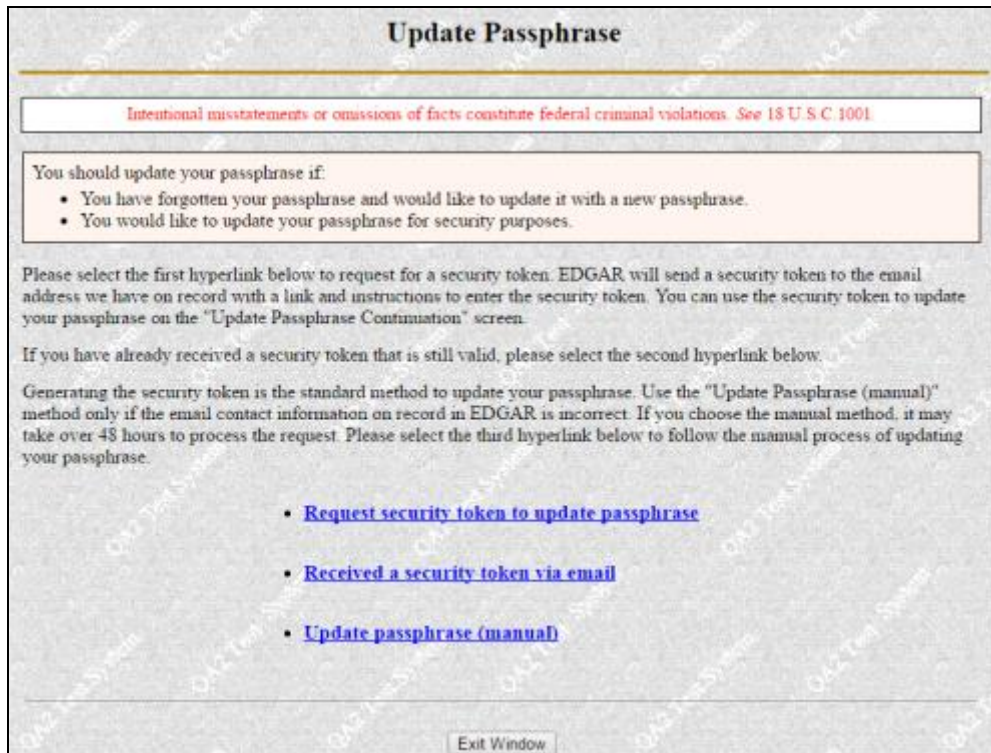 Update Passphrase
Intentional misstatements or omissions of facts constitute federal criminal violations. See 18 U.S.C.1001.
You should update your passphrase if:
• You have forgotten your passphrase and would like to update it with a new passphrase.
• You would like to update your passphrase for security purposes.
Please select the first hyperlink below to request for a security token. EDGAR will send a security token to the email
address we have on record with a link and instructions to enter the security token. You can use the security token to update
your passphrase on the "Update Passphrase Continuation" screen.
If you have already received a security token that is still valid, please select the second hyperlink below.
Generating the security token is the standard method to update your passphrase. Use the "Update Passphrase (manual)"
method only if the email contact information on record in EDGAR is incorrect. If you choose the manual method, it may
take over 48 hours to process the request. Please select the third hyperlink below to follow the manual process of updating
your passphrase.
• Request security token to update passphrase
• Received a security token via email
• Update passphrase (manual)
Exit Window
QA2 Test System